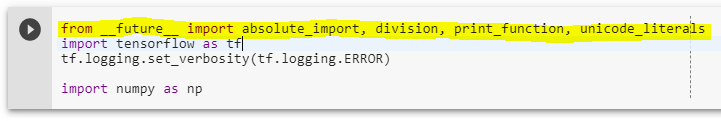 from __future__ import absolute_import, division, print_function, unicode_literals
import tensorflow as tf
tf.logging.set_verbosity(tf.logging.ERROR)
import numpy as np